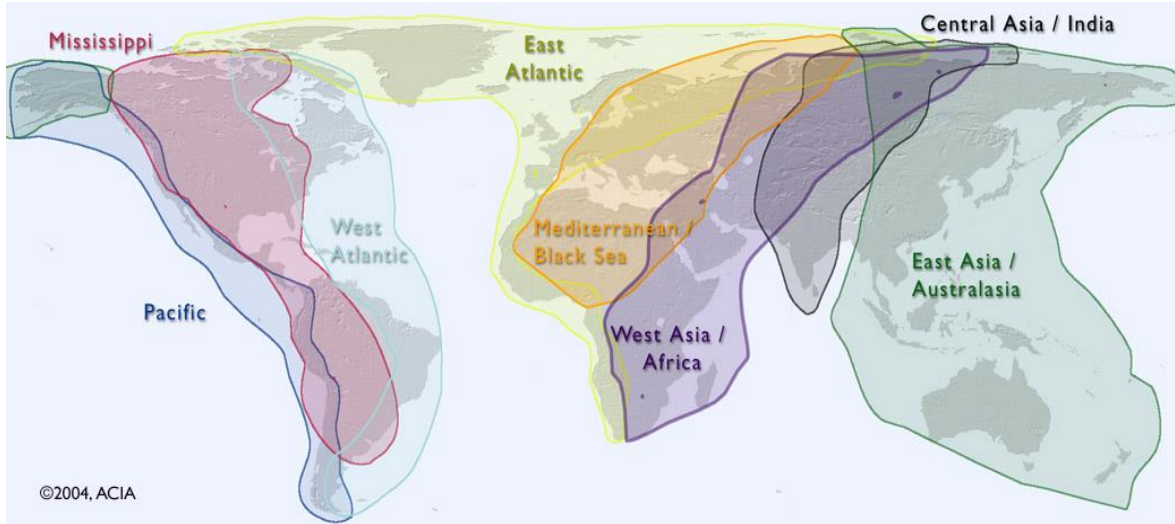 Mississippi
East
Atlantic
Central Asia / India
West
Atlantic
Mediterranean /
Black Sea
East Asia /
Australasia
Pacific
West Asia /
Africa
©2004, ACIA